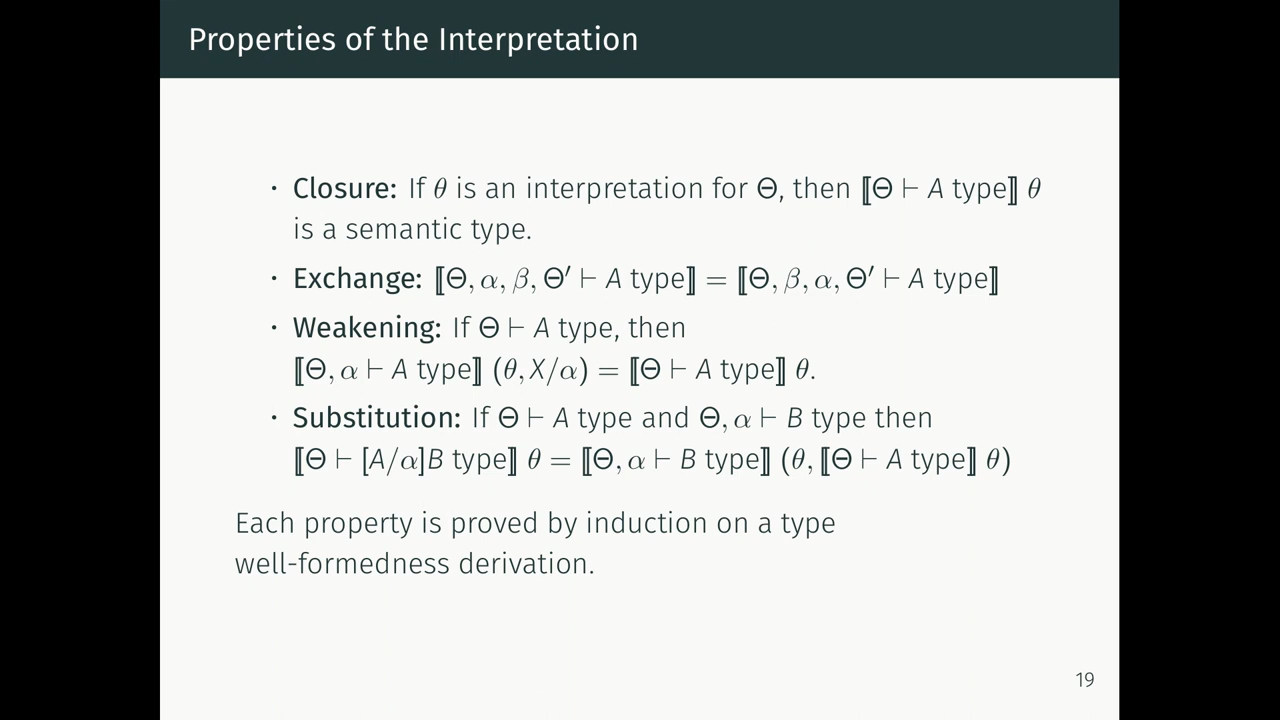 Properties of the Interpretation
· Closure: If θ is an interpretation for Θ, then ⟦Θ ⊢ A type⟧ θ
is a semantic type.
· Exchange: ⟦Θ, α, β, Θ′ ⊢ A type⟧ = ⟦Θ, β, α, Θ′ ⊢ A type⟧
· Weakening: If Θ ⊢ A type, then
⟦Θ, α ⊢ A type⟧ (θ, X/α) = ⟦Θ ⊢ A type⟧ θ.
· Substitution: If Θ ⊢ A type and Θ, α ⊢ B type then
⟦Θ ⊢ [A/α]B type⟧ θ = ⟦Θ, α ⊢ B type⟧ (θ, ⟦Θ ⊢ A type⟧ θ)
Each property is proved by induction on a type
well-formedness derivation.
19